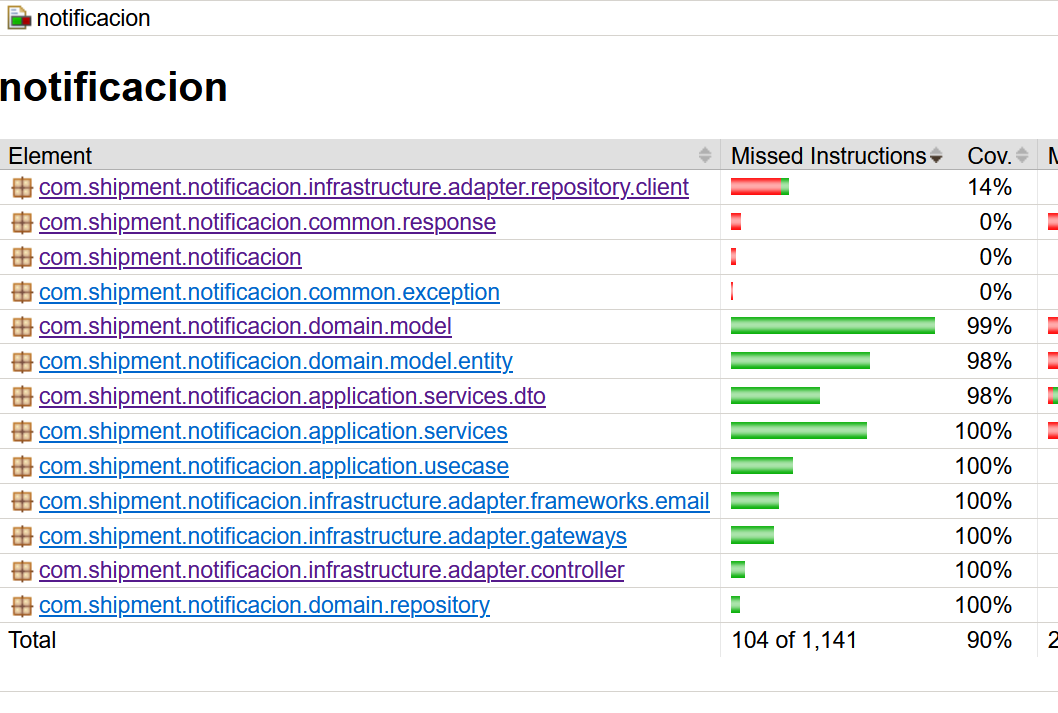 notificacion
notificacion
Element Missed Instructions Cov.
com.shipment.notificacion.infrastructure.adapter.repository.client 14%
com.shipment.notificacion.common.response 0%
com.shipment.notificacion 0%
com.shipment.notificacion.common.exception 0%
com.shipment.notificacion.domain.model 99%
com.shipment.notificacion.domain.model.entity 98%
com.shipment.notificacion.application.services.dto 98%
com.shipment.notificacion.application.services 100%
com.shipment.notificacion.application.usecase 100%
com.shipment.notificacion.infrastructure.adapter.frameworks.email 100%
com.shipment.notificacion.infrastructure.adapter.gateways 100%
com.shipment.notificacion.infrastructure.adapter.controller 100%
com.shipment.notificacion.domain.repository 100%
Total 104 of 1,141 90%